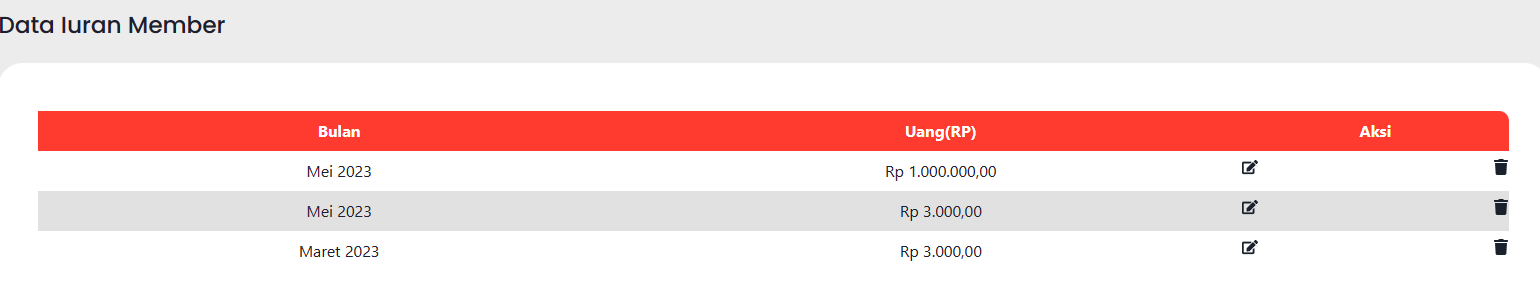 Data Iuran Member
Bulan Uang(RP) Aksi
Mei 2023 Rp 1.000.000,00
Mei 2023 Rp 3.000,00
Maret 2023 Rp 3.000,00